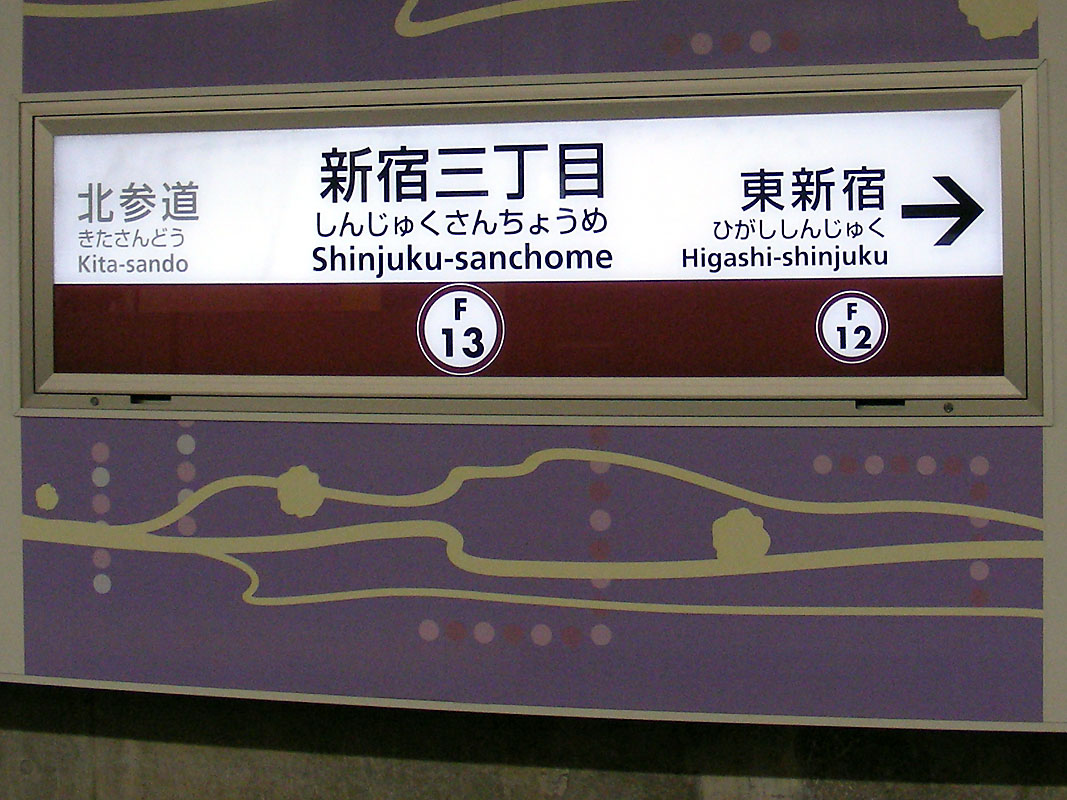 北参道
きたさんどう
Kita-sando
新宿三丁目
しんじゅくさんちょうめ
Shinjuku-sanchome
F
13
東新宿
ひがししんじゅく
Higashi-shinjuku
F
12